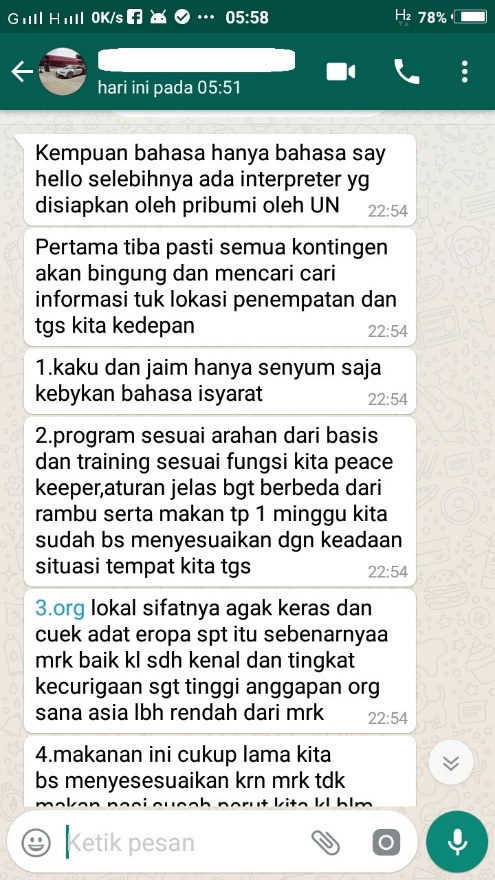 G H 0K/s ··· 05:58 H2 78%
hari ini pada 05:51
Kempuan bahasa hanya bahasa say
hello selebihnya ada interpreter yg
disiapkan oleh pribumi oleh UN 22:54
Pertama tiba pasti semua kontingen
akan bingung dan mencari cari
informasi tuk lokasi penempatan dan
tgs kita kedepan 22:54
1.kaku dan jaim hanya senyum saja
kebykan bahasa isyarat 22:54
2.program sesuai arahan dari basis
dan training sesuai fungsi kita peace
keeper,aturan jelas bgt berbeda dari
rambu serta makan tp 1 minggu kita
sudah bs menyesuaikan dgn keadaan
situasi tempat kita tgs 22:54
3.org lokal sifatnya agak keras dan
cuek adat eropa spt itu sebenarnyaa
mrk baik kl sdh kenal dan tingkat
kecurigaan sgt tinggi anggapan org
sana asia lbh rendah dari mrk 22:54
4.makanan ini cukup lama kita
bs menyesesuaikan krn mrk tdk
makan nasi susah perut kita kl blm
Ketik pesan